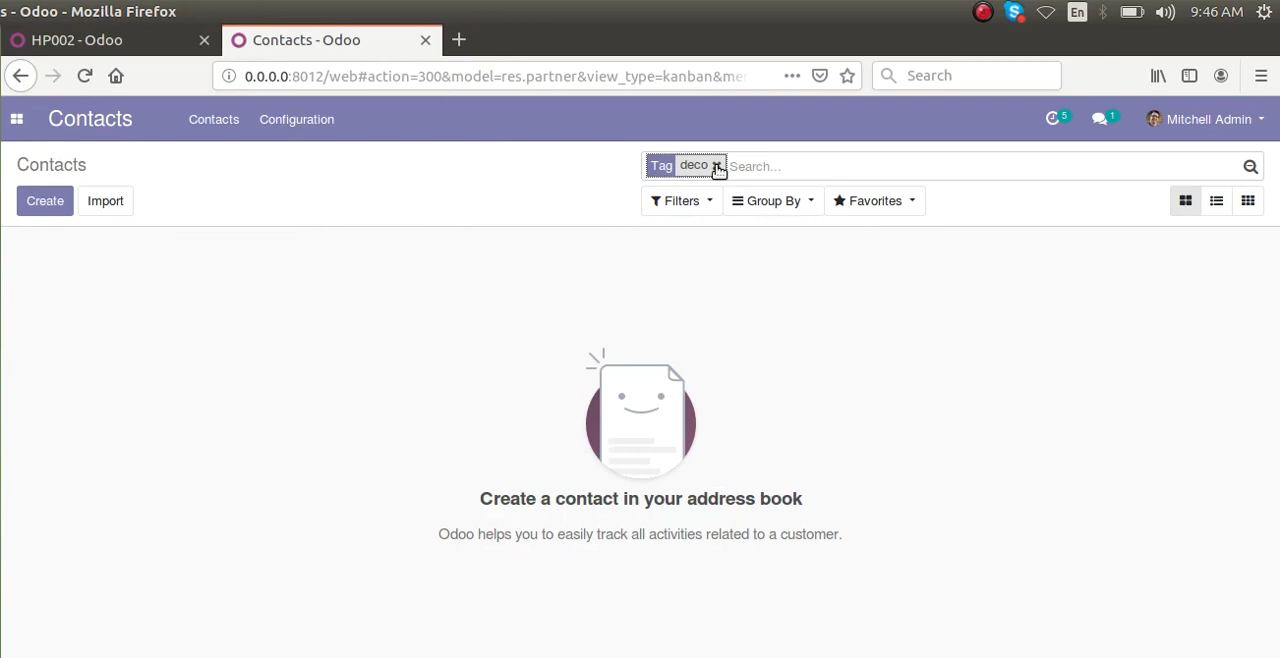 s - Odoo - Mozilla Firefox
En
9:46 AM
HP002 - Odoo
Contacts - Odoo
0.0.0.0:8012/web#action=300&model=res.partner&view_type=kanban&me
Search
Contacts
Contacts
Configuration
5
1
Mitchell Admin
Contacts
Tag deco
Search...
Create
Import
Filters
Group By
Favorites
Create a contact in your address book
Odoo helps you to easily track all activities related to a customer.